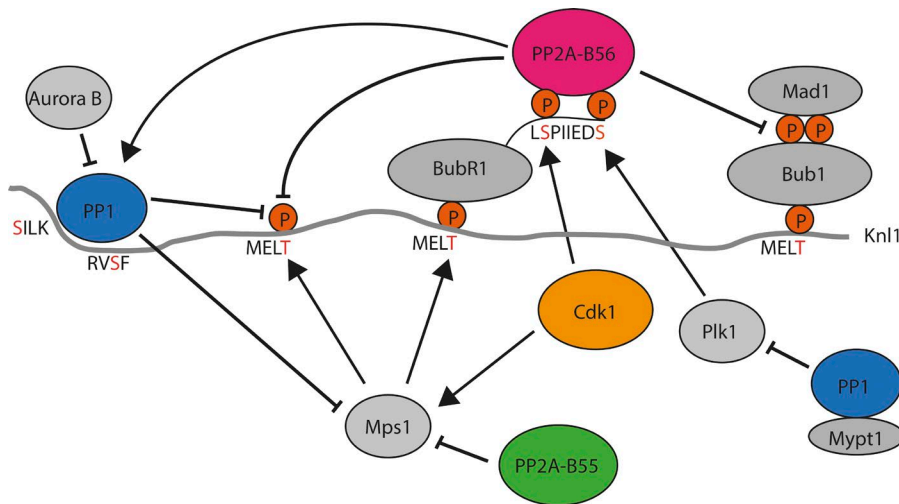 PP2A-B56
Aurora B
Mad1
P P
P P
LSPIIEDS
BubR1
Bub1
PP1
P
P
P
SILK
MELT
MELT
MELT
Knl1
RVSF
Cdk1
Plk1
PP1
Mps1
Mypt1
PP2A-B55